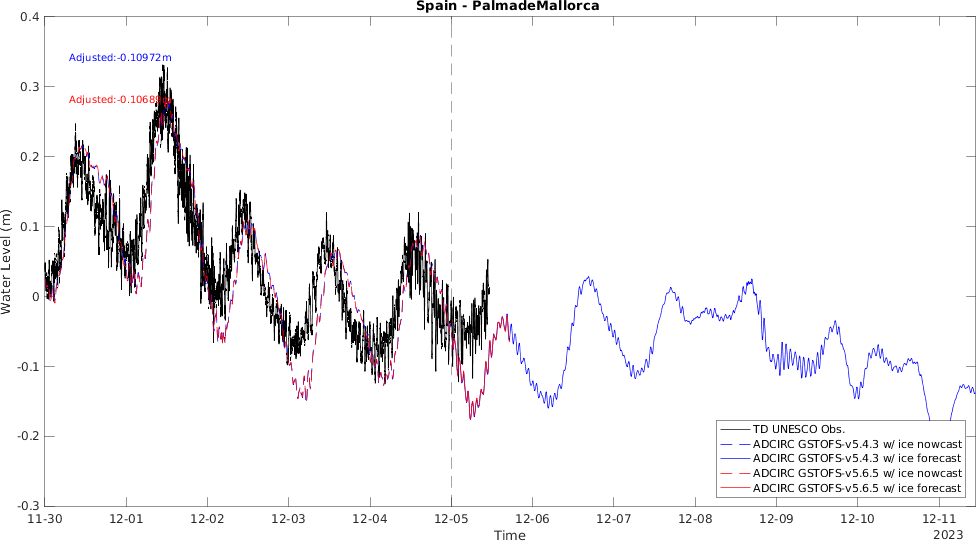 Spain - PalmadeMallorca
0.4
0.3
0.2
0.1
0
-0.1
-0.2
-0.3
Water Level (m)
Adjusted:-0.10972m
Adjusted:-0.1068
TD UNESCO Obs.
ADCIRC GSTOFS-v5.4.3 w/ ice nowcast
ADCIRC GSTOFS-v5.4.3 w/ ice forecast
ADCIRC GSTOFS-v5.6.5 w/ ice nowcast
ADCIRC GSTOFS-v5.6.5 w/ ice forecast
11-30 12-01 12-02 12-03 12-04 12-05 12-06 12-07 12-08 12-09 12-10 12-11
Time
2023